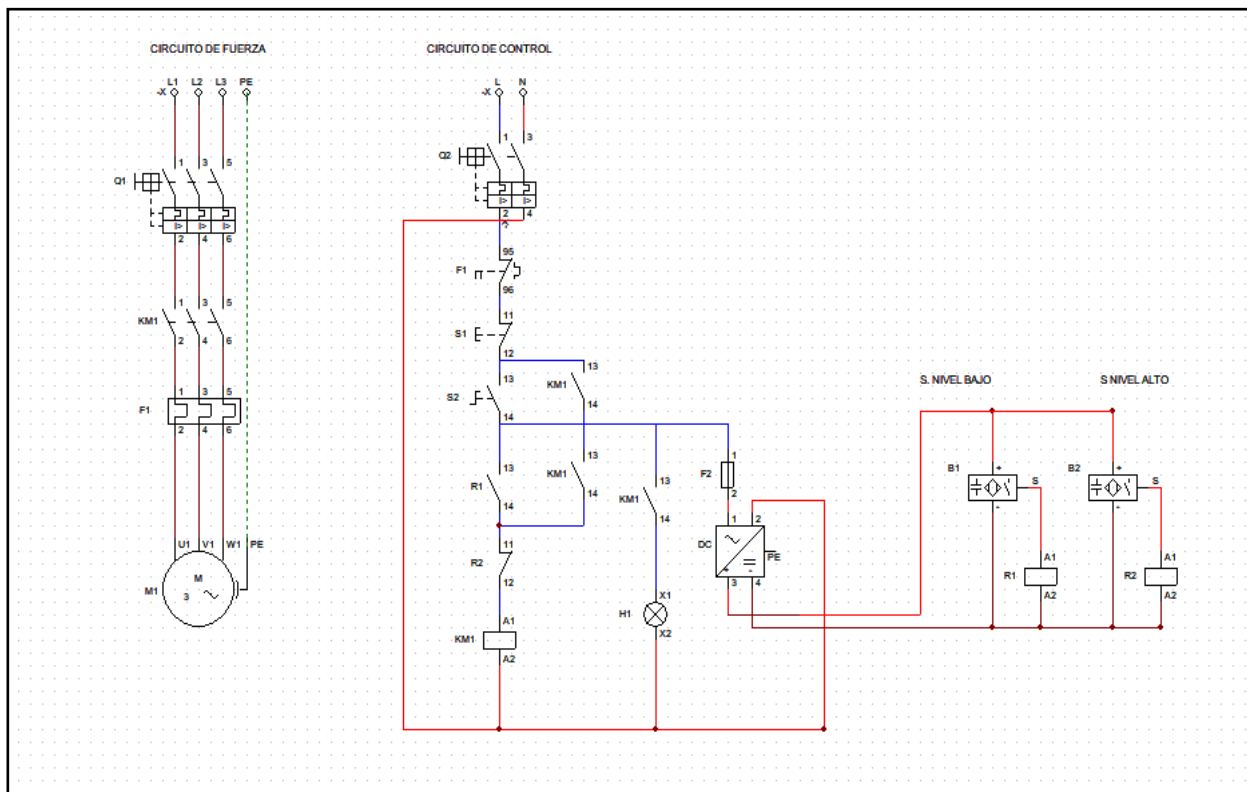 CIRCUITO DE FUERZA
CIRCUITO DE CONTROL
L1 L2 L3 PE
-X
L N
-X
1 3 5
Q1
I> I> I>
2 4 6
1 3
Q2
I> I>
2 4
95
F1
96
1 3 5
KM1
2 4 6
11
S1
12
13
S2
14
13
KM1
14
S. NIVEL BAJO
S NIVEL ALTO
1 3 5
F1
2 4 6
13
R1
14
13
KM1
14
13
KM1
14
1
F2
2
1 2
DC
PE
+ -
3 4
+
B1
S
-
+
B2
S
-
U1 V1 W1 PE
M1
M
3
11
R2
12
A1
KM1
A2
X1
H1
X2
A1
R1
A2
A1
R2
A2